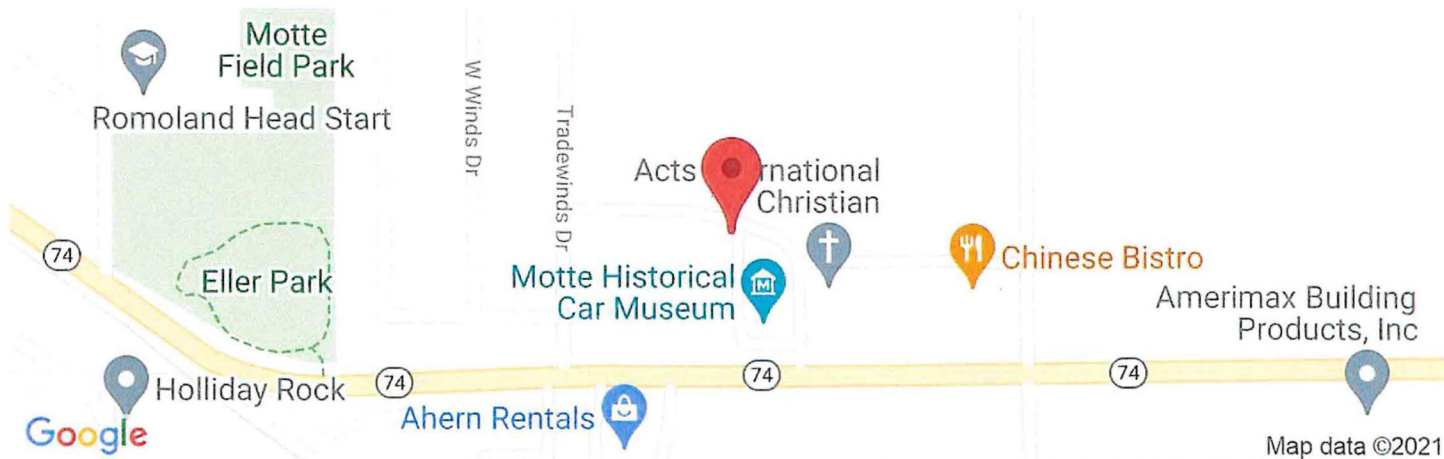 Motte
Field Park
Romoland Head Start
W Winds Dr
Tradewinds Dr
Acts rnational
Christian
74
Eller Park
Motte Historical
Car Museum
M
Chinese Bistro
Amerimax Building
Products, Inc
Holliday Rock
74
74
74
Ahern Rentals
Google
Map data ©2021